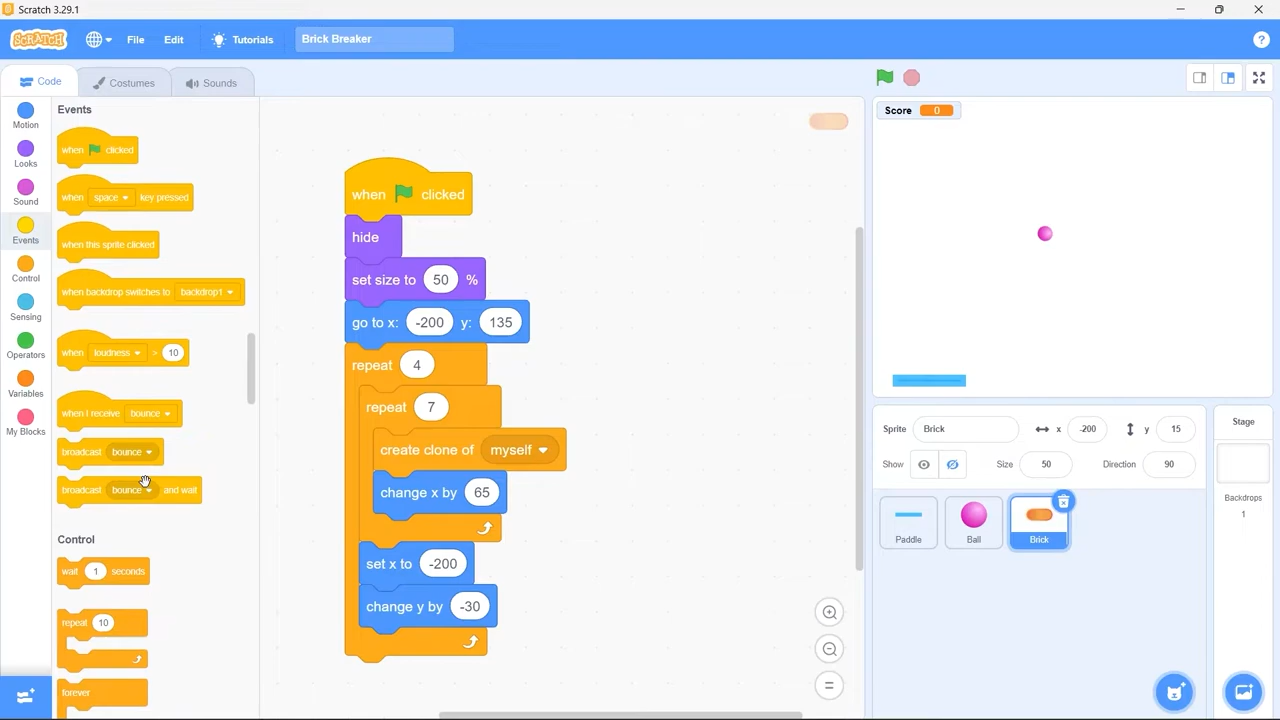 Scratch 3.29.1
SCRATCH
File
Edit
Tutorials
Brick Breaker
?
Code
Costumes
Sounds
Motion
Looks
Sound
Events
Control
Sensing
Operators
Variables
My Blocks
Events
when clicked
when space key pressed
when this sprite clicked
when backdrop switches to backdrop1
when loudness > 10
when I receive bounce
broadcast bounce
broadcast bounce and wait
Control
wait 1 seconds
repeat 10
forever
when clicked
hide
set size to 50 %
go to x: -200 y: 135
repeat 4
repeat 7
create clone of myself
change x by 65
set x to -200
change y by -30
Score 0
Sprite Brick x -200 y 15
Show Size 50 Direction 90
Paddle
Ball
Brick
Stage
Backdrops
1